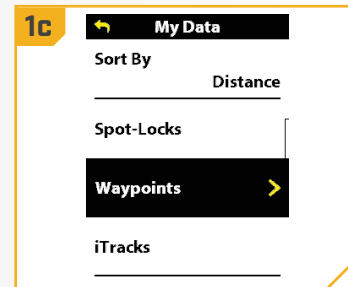 1c
My Data
Sort By
Distance
Spot-Locks
Waypoints
iTracks